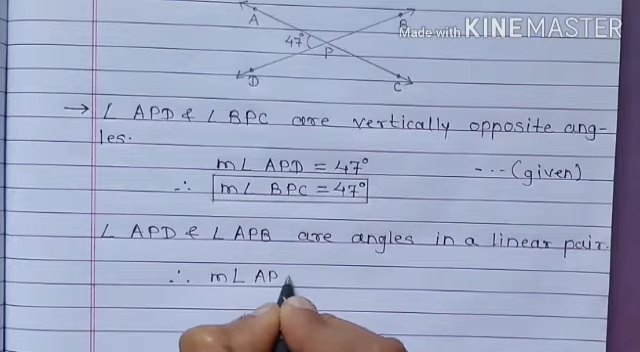 A
B
Made with KINEMASTER
47°
P
D
C
→ ∠ APD & ∠ BPC are vertically opposite ang-
les.
m∠ APD = 47° ---(given)
∴ m∠ BPC = 47°
∠ APD & ∠ APB are angles in a linear pair.
∴ m∠ AP